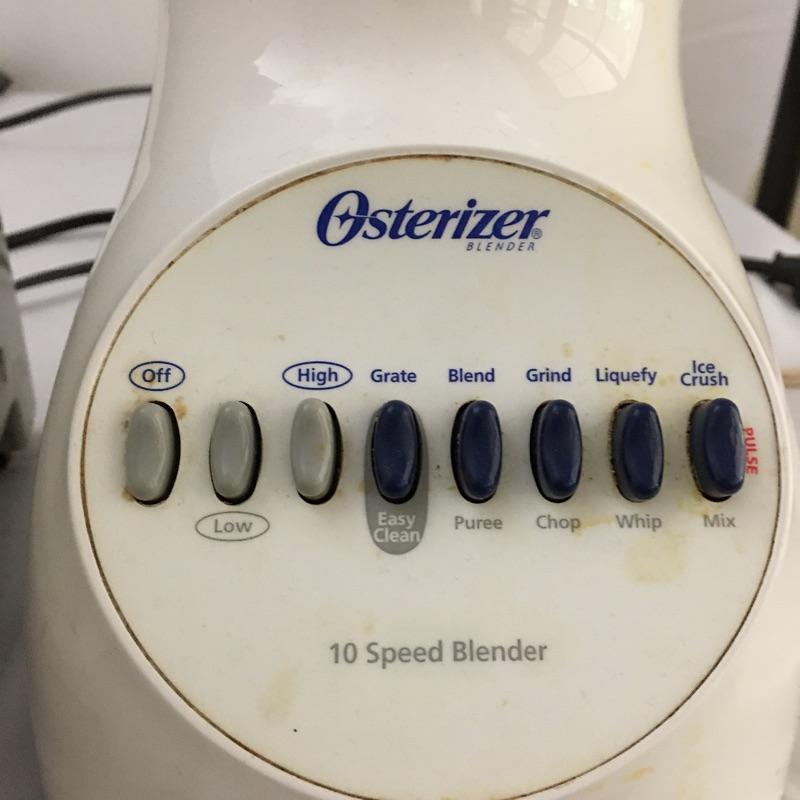 Osterizer®
BLENDER
Off High Grate Blend Grind Liquefy Ice
Crush
PULSE
Low Easy
Clean Puree Chop Whip Mix
10 Speed Blender